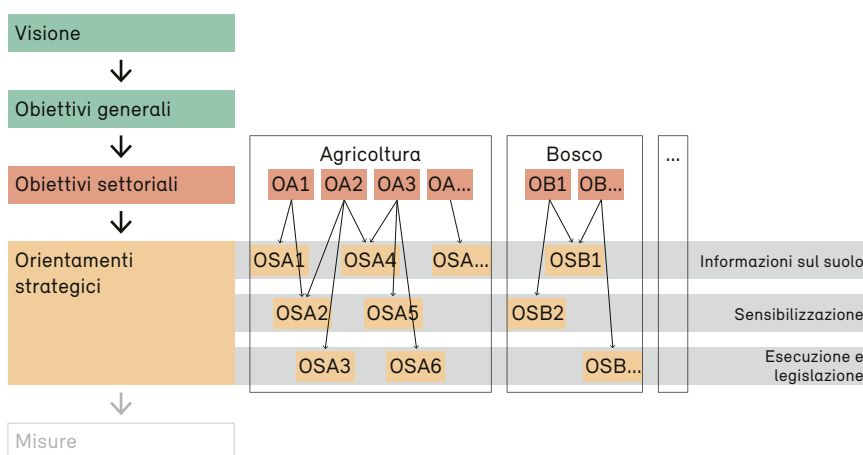 Visione
Obiettivi generali
Agricoltura
Bosco
...
Obiettivi settoriali
OA1
OA2
OA3
OA...
OB1
OB...
Orientamenti
strategici
OSA1
OSA4
OSA...
OSB1
Informazioni sul suolo
OSA2
OSA5
OSB2
Sensibilizzazione
OSA3
OSA6
OSB...
Esecuzione e
legislazione
Misure